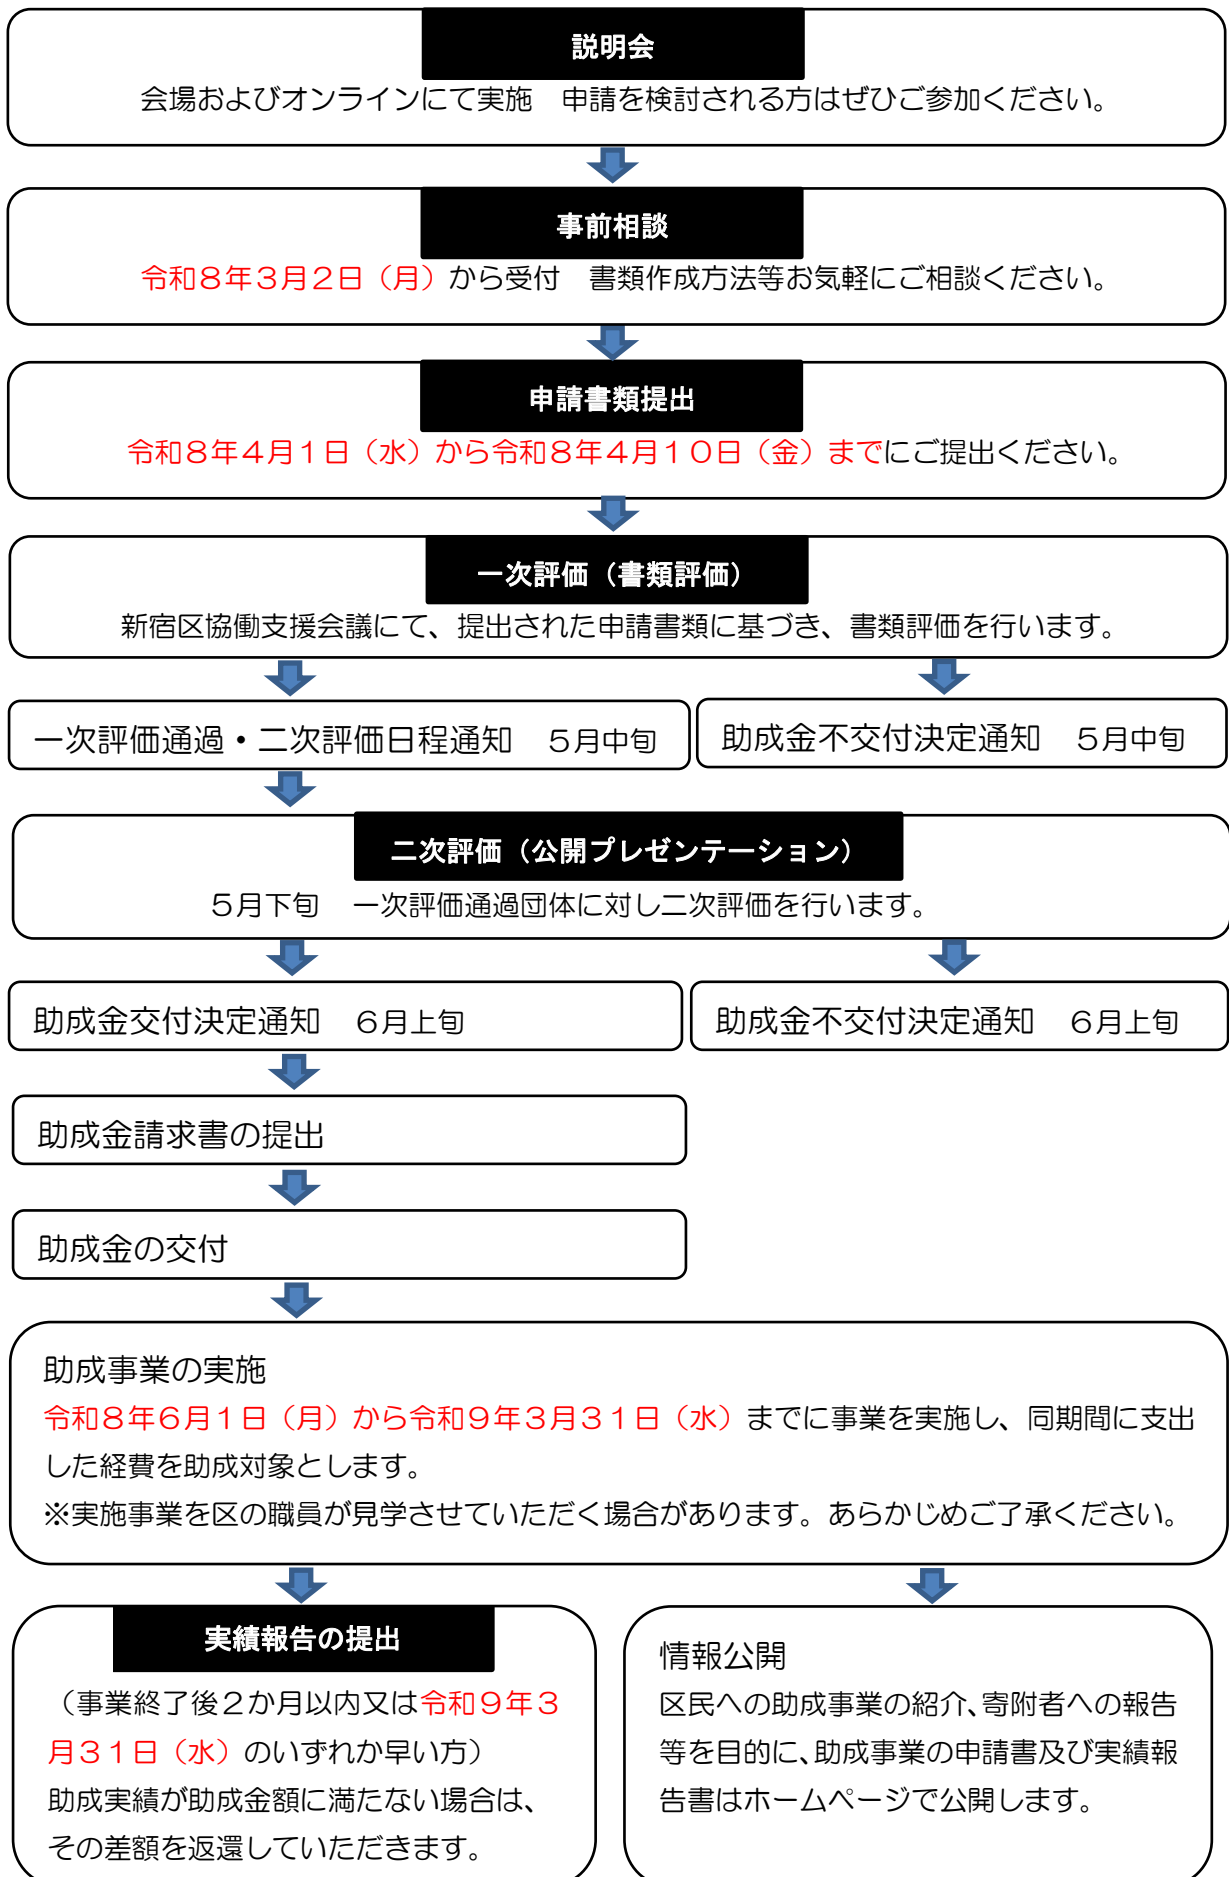 説明会
会場およびオンラインにて実施　申請を検討される方はぜひご参加ください。
事前相談
令和８年３月２日（月）から受付　書類作成方法等お気軽にご相談ください。
申請書類提出
令和８年４月１日（水）から令和８年４月１０日（金）までにご提出ください。
一次評価（書類評価）
新宿区協働支援会議にて、提出された申請書類に基づき、書類評価を行います。
一次評価通過・二次評価日程通知　５月中旬
助成金不交付決定通知　５月中旬
二次評価（公開プレゼンテーション）
５月下旬　一次評価通過団体に対し二次評価を行います。
助成金交付決定通知　６月上旬
助成金不交付決定通知　６月上旬
助成金請求書の提出
助成金の交付
助成事業の実施
令和８年６月１日（月）から令和９年３月３１日（水）までに事業を実施し、同期間に支出
した経費を助成対象とします。
※実施事業を区の職員が見学させていただく場合があります。あらかじめご了承ください。
実績報告の提出
（事業終了後２か月以内又は令和９年３
月３１日（水）のいずれか早い方）
助成実績が助成金額に満たない場合は、
その差額を返還していただきます。
情報公開
区民への助成事業の紹介、寄附者への報告
等を目的に、助成事業の申請書及び実績報
告書はホームページで公開します。